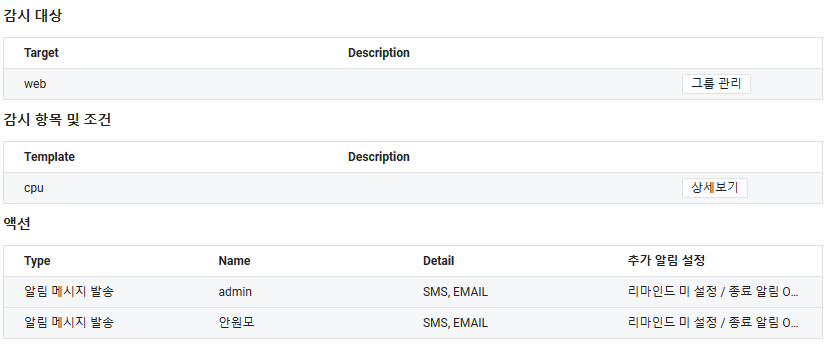 감시 대상
Target Description
web 그룹 관리
감시 항목 및 조건
Template Description
cpu 상세보기
액션
Type Name Detail 추가 알림 설정
알림 메시지 발송 admin SMS, EMAIL 리마인드 미 설정 / 종료 알림 O...
알림 메시지 발송 안원모 SMS, EMAIL 리마인드 미 설정 / 종료 알림 O...